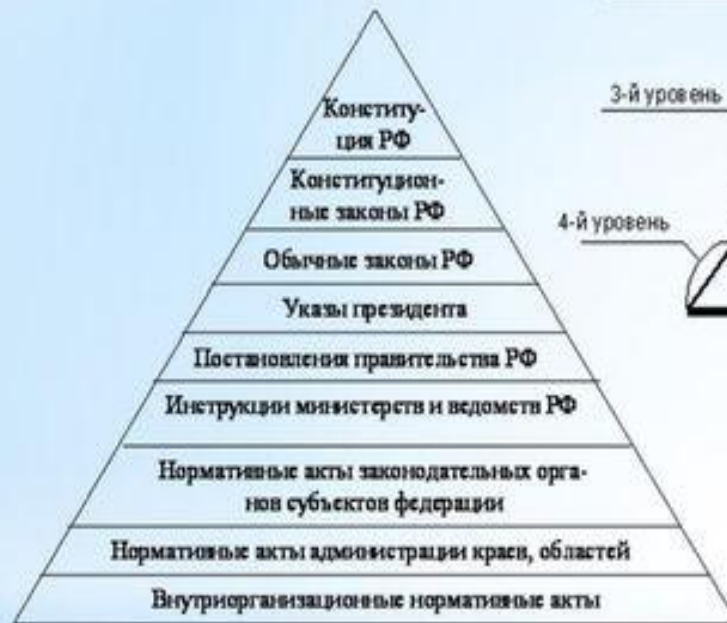 Конститу-
ция РФ
Конституцион-
ные законы РФ
Обычные законы РФ
Указы президента
Постановления правительства РФ
Инструкции министерств и ведомств РФ
Нормативные акты законодательных орга-
нов субъектов федерации
Нормативные акты администрации краев, областей
Внутриорганизационные нормативные акты
3-й уровень
4-й уровень